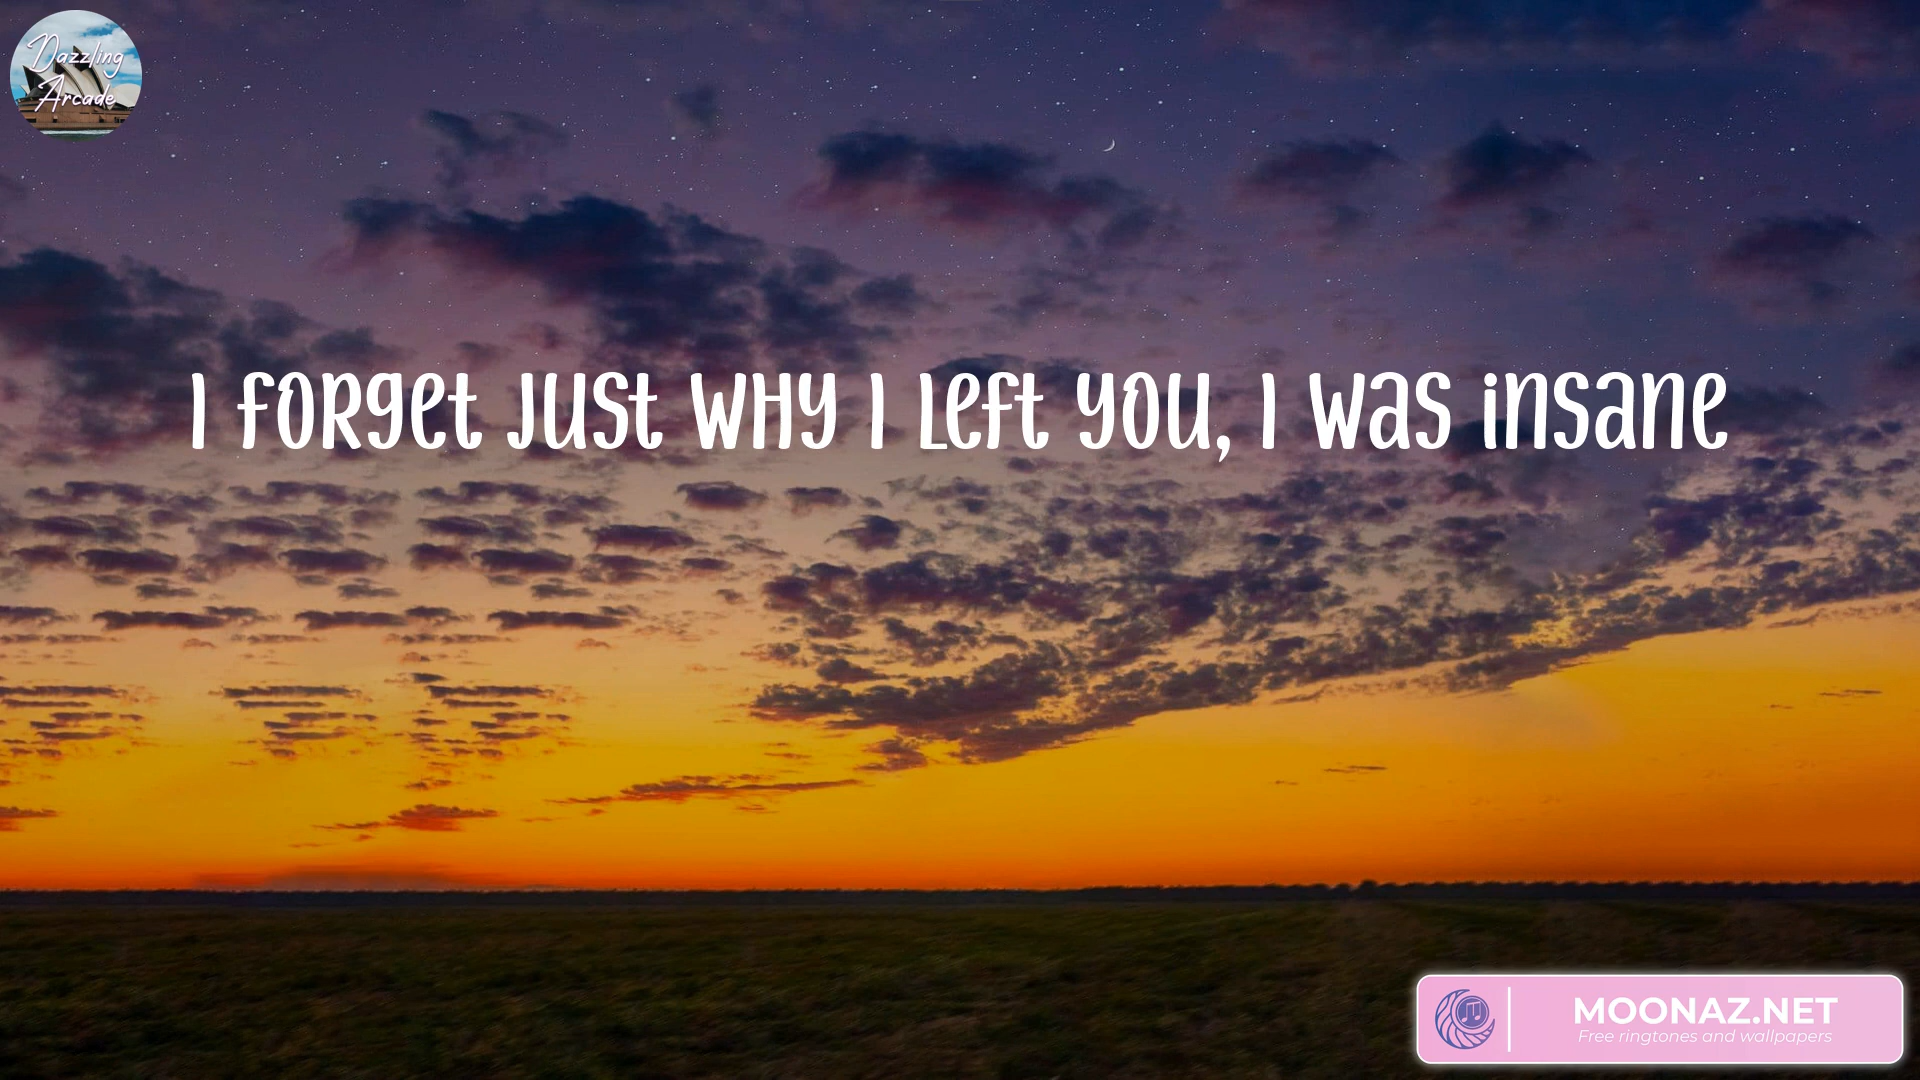 Dazzling
Arcade
I forget just why I left you, I was insane
MOONAZ.NET
Free ringtones and wallpapers